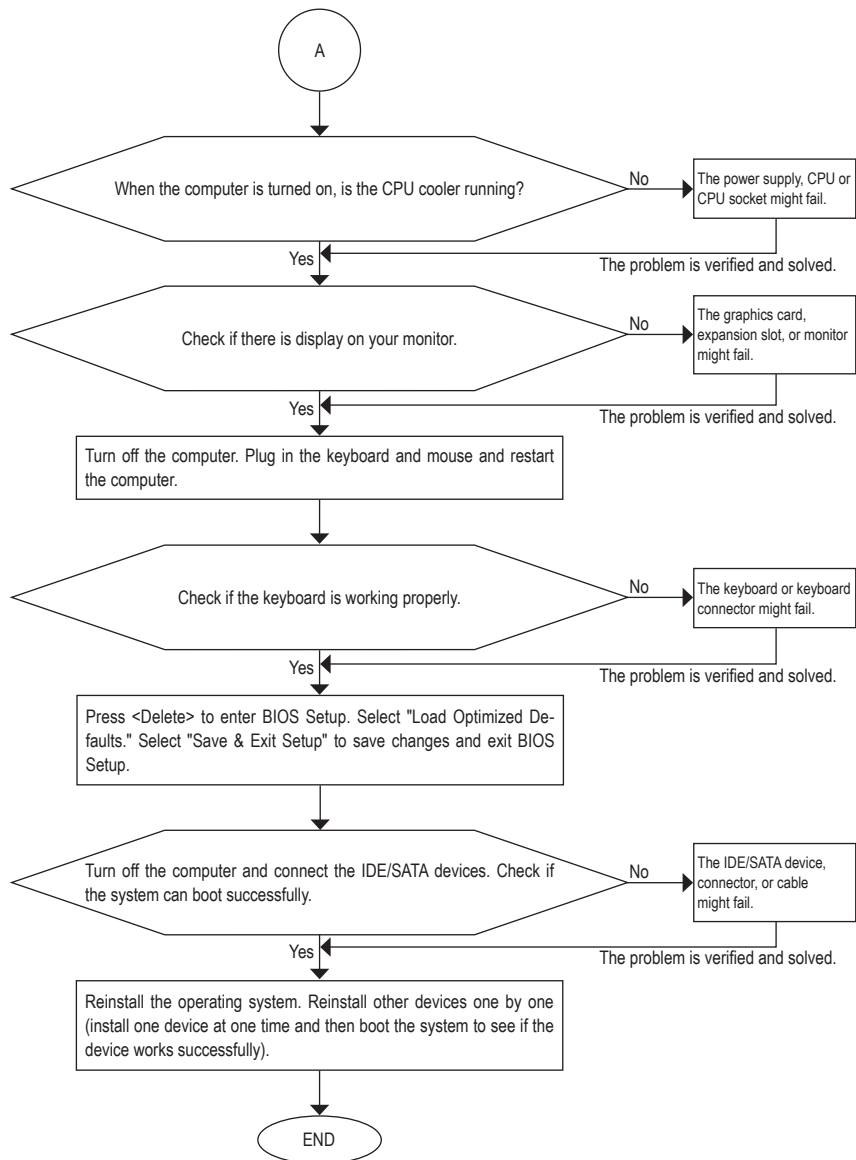 A
When the computer is turned on, is the CPU cooler running?
No
The power supply, CPU or
CPU socket might fail.
Yes
The problem is verified and solved.
Check if there is display on your monitor.
No
The graphics card,
expansion slot, or monitor
might fail.
Yes
The problem is verified and solved.
Turn off the computer. Plug in the keyboard and mouse and restart
the computer.
Check if the keyboard is working properly.
No
The keyboard or keyboard
connector might fail.
Yes
The problem is verified and solved.
Press <Delete> to enter BIOS Setup. Select "Load Optimized De-
faults." Select "Save & Exit Setup" to save changes and exit BIOS
Setup.
Turn off the computer and connect the IDE/SATA devices. Check if
the system can boot successfully.
No
The IDE/SATA device,
connector, or cable
might fail.
Yes
The problem is verified and solved.
Reinstall the operating system. Reinstall other devices one by one
(install one device at one time and then boot the system to see if the
device works successfully).
END